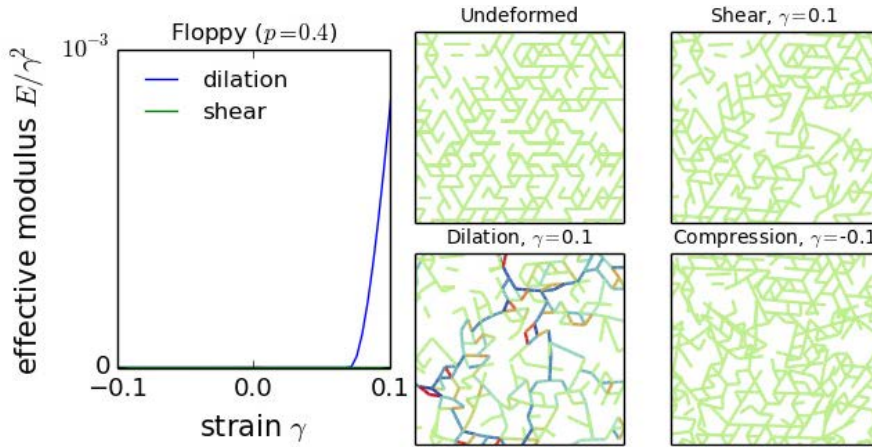 Floppy (p=0.4)
effective modulus E/γ²
10⁻³
dilation
shear
0
−0.1
0.0
0.1
strain γ
Undeformed
Shear, γ=0.1
Dilation, γ=0.1
Compression, γ=-0.1